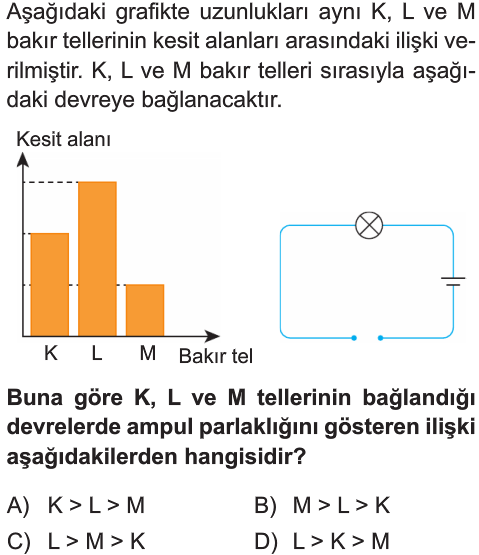 Aşağıdaki grafikte uzunlukları aynı K, L ve M
bakır tellerinin kesit alanları arasındaki ilişki ve-
rilmiştir. K, L ve M bakır telleri sırasıyla aşağı-
daki devreye bağlanacaktır.
Kesit alanı
K L M Bakır tel
Buna göre K, L ve M tellerinin bağlandığı
devrelerde ampul parlaklığını gösteren ilişki
aşağıdakilerden hangisidir?
A) K > L > M B) M > L > K
C) L > M > K D) L > K > M